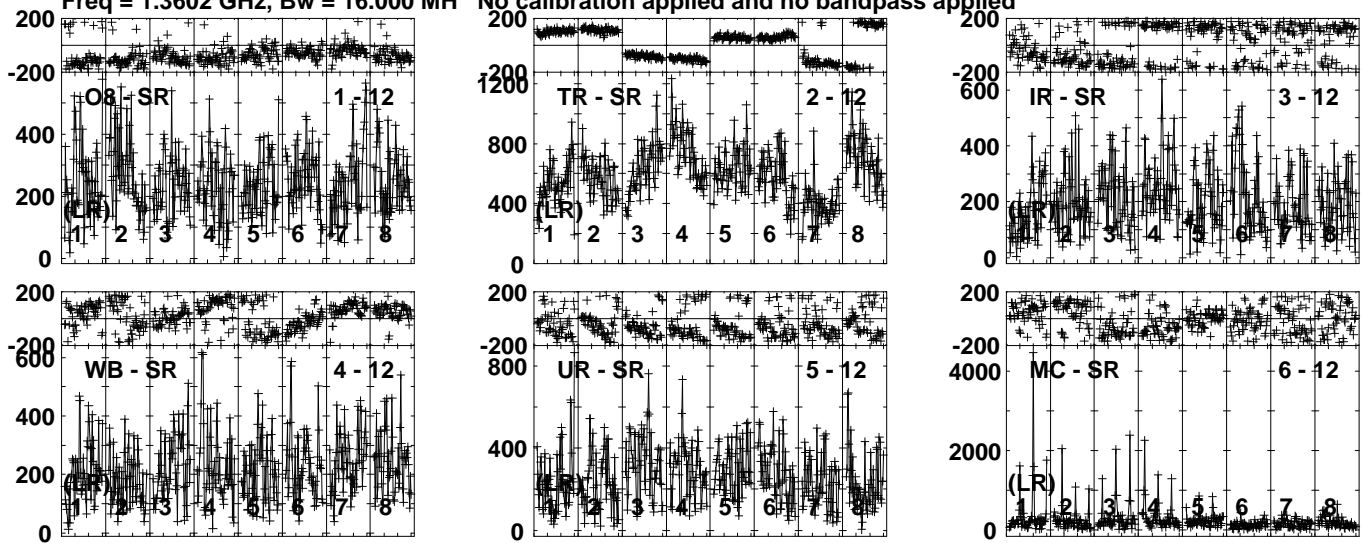 Freq = 1.3602 GHz, Bw = 16.000 MH No calibration applied and no bandpass applied
200 200 200
-200 -200 -200
O8 - SR 1 - 12 TR - SR 2 - 12 IR - SR 3 - 12
1200 600
400 800 400
200 400 200
(LR) (LR) (LR)
1 2 3 4 5 6 7 8 1 2 3 4 5 6 7 8 1 2 3 4 5 6 7 8
0 0 0
200 200 200
-200 -200 -200
600 800 4000
WB - SR 4 - 12 UR - SR 5 - 12 MC - SR 6 - 12
400 400 2000
200
(LR) (LR) (LR)
1 2 3 4 5 6 7 8 1 2 3 4 5 6 7 8 1 2 3 4 5 6 7 8
0 0 0